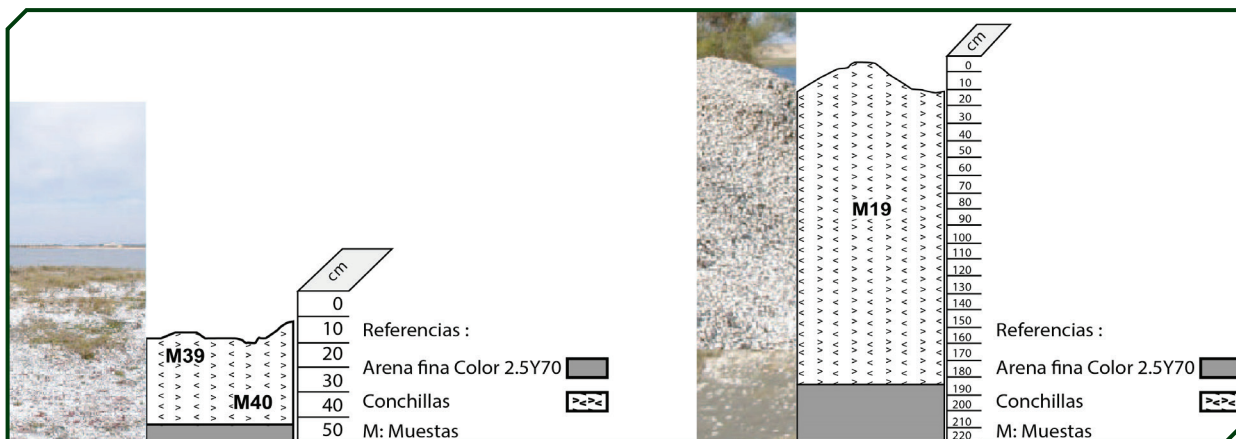 cm
0
10
20
30
40
50
M39
M40
Referencias :
Arena fina Color 2.5Y70
Conchillas
M: Muestas
cm
0
10
20
30
40
50
60
70
80
90
100
110
120
130
140
150
160
170
180
190
200
210
220
M19
Referencias :
Arena fina Color 2.5Y70
Conchillas
M: Muestas